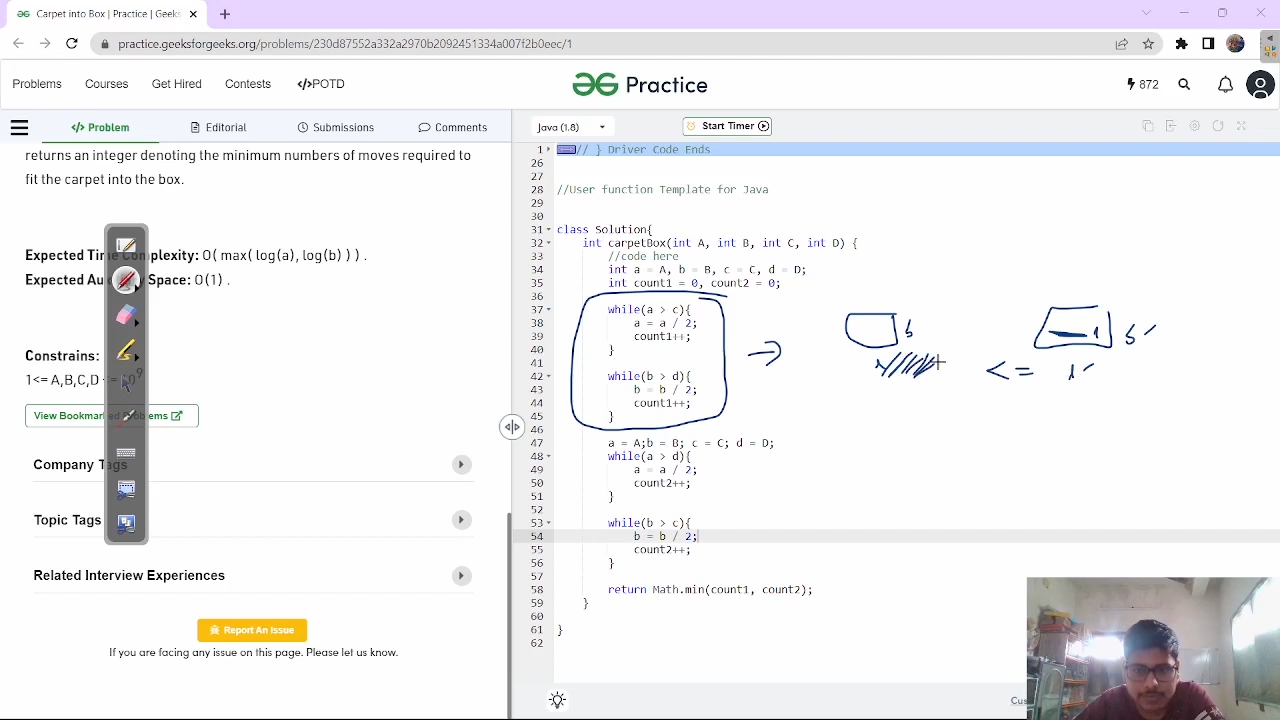 Carpet into Box | Practice | Geeks
practice.geeksforgeeks.org/problems/230d87552a332a2970b2092451334a007f2b0eec/1
Problems Courses Get Hired Contests </>POTD Practice 872
</> Problem Editorial Submissions Comments Java (1.8) Start Timer
returns an integer denoting the minimum numbers of moves required to
fit the carpet into the box.
Expected Space: O(1) .
Expected Complexity: O( max( log(a), log(b) ) ) .
Constraints:
1<= A,B,C,D 9
View Bookmarked
Company Tags
Topic Tags
Related Interview Experiences
Report An Issue
If you are facing any issue on this page. Please let us know.
1 // } Driver Code Ends
26
27
28 //User function Template for Java
29
30
31 class Solution{
32 int carpetBox(int A, int B, int C, int D) {
33 //code here
34 int a = A, b = B, c = C, d = D;
35 int count1 = 0, count2 = 0;
36
37 while(a > c){
38 a = a / 2;
39 count1++;
40 }
41
42 while(b > d){
43 b = b / 2;
44 count1++;
45 }
46
47 a = A;b = B; c = C; d = D;
48 while(a > d){
49 a = a / 2;
50 count2++;
51 }
52
53 while(b > c){
54 b = b / 2;
55 count2++;
56 }
57
58 return Math.min(count1, count2);
59 }
60
61 }
62
<=